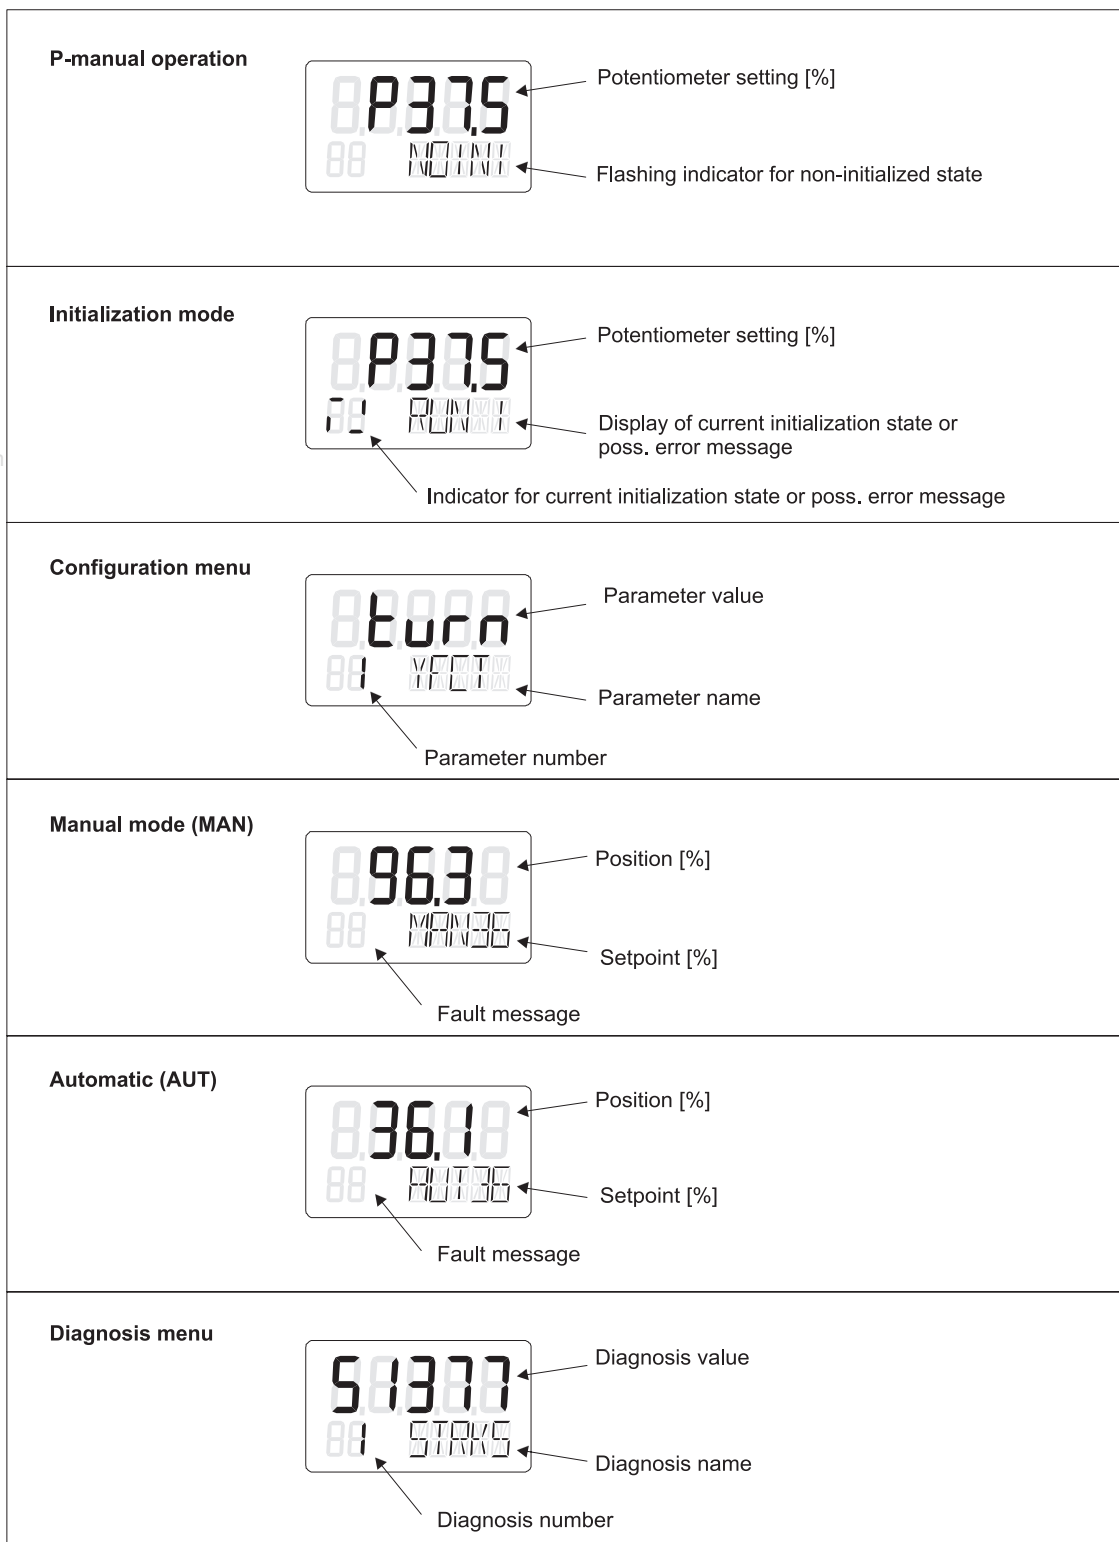 P-manual operation
P37.5
Potentiometer setting [%]
NOINI
Flashing indicator for non-initialized state
Initialization mode
P37.5
Potentiometer setting [%]
RUN 1
Display of current initialization state or
poss. error message
Indicator for current initialization state or poss. error message
Configuration menu
turn
Parameter value
1 YFCT
Parameter name
Parameter number
Manual mode (MAN)
96.3
Position [%]
MAN36
Setpoint [%]
Fault message
Automatic (AUT)
36.1
Position [%]
AUT36
Setpoint [%]
Fault message
Diagnosis menu
51377
Diagnosis value
1 STRKS
Diagnosis name
Diagnosis number